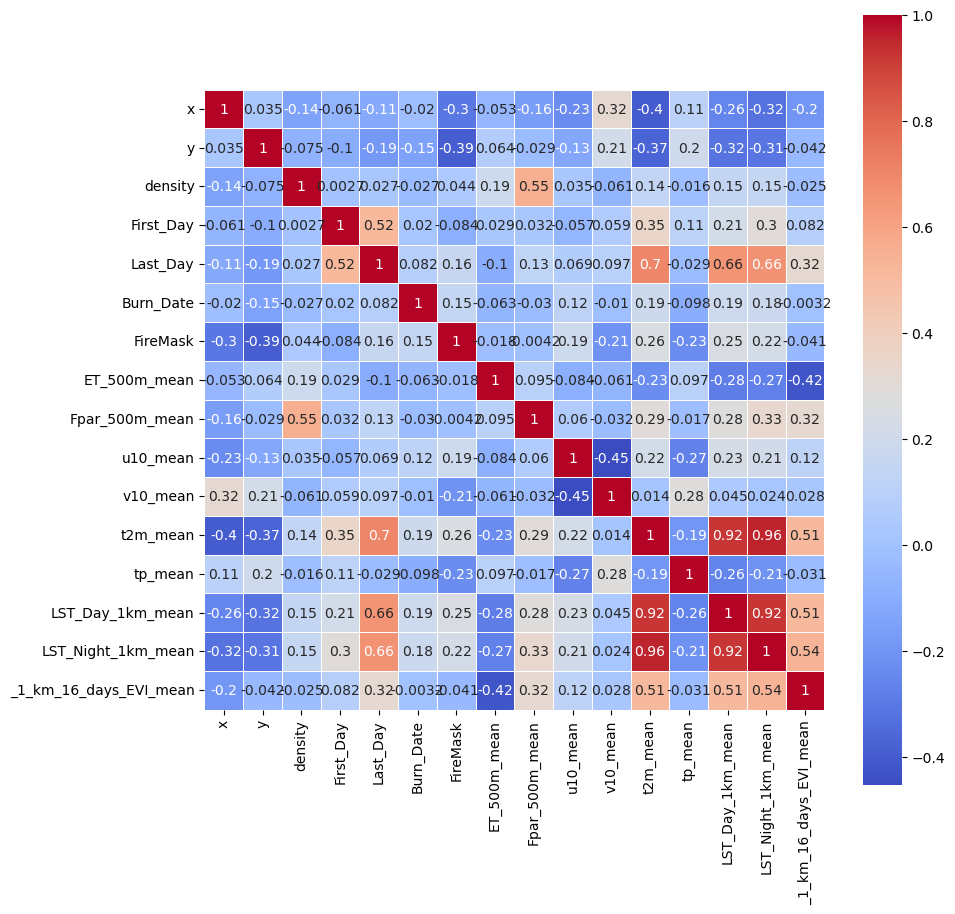 1.0
x 1 0.035 -0.14 -0.061 -0.11 -0.02 -0.3 -0.053 -0.16 -0.23 0.32 -0.4 0.11 -0.26 -0.32 -0.2
y 0.035 1 -0.075 -0.1 -0.19 -0.15 -0.39 0.064 -0.029 -0.13 0.21 -0.37 0.2 -0.32 -0.31 -0.042
0.8
density -0.14 -0.075 1 0.0027 0.027 -0.027 0.044 0.19 0.55 0.035 -0.061 0.14 -0.016 0.15 0.15 -0.025
First_Day -0.061 -0.1 0.0027 1 0.52 0.02 -0.084 0.029 0.032 -0.057 0.059 0.35 0.11 0.21 0.3 0.082
0.6
Last_Day -0.11 -0.19 0.027 0.52 1 0.082 0.16 -0.1 0.13 0.069 0.097 0.7 -0.029 0.66 0.66 0.32
Burn_Date -0.02 -0.15 -0.027 0.02 0.082 1 0.15 -0.063 -0.03 0.12 -0.01 0.19 -0.098 0.19 0.18 -0.0032
0.4
FireMask -0.3 -0.39 0.044 -0.084 0.16 0.15 1 -0.018 -0.0042 0.19 -0.21 0.26 -0.23 0.25 0.22 -0.041
ET_500m_mean -0.053 0.064 0.19 0.029 -0.1 -0.063 -0.018 1 0.095 -0.084 -0.061 -0.23 0.097 -0.28 -0.27 -0.42
Fpar_500m_mean -0.16 -0.029 0.55 0.032 0.13 -0.03 -0.0042 0.095 1 0.06 -0.032 0.29 -0.017 0.28 0.33 0.32
0.2
u10_mean -0.23 -0.13 0.035 -0.057 0.069 0.12 0.19 -0.084 0.06 1 -0.45 0.22 -0.27 0.23 0.21 0.12
v10_mean 0.32 0.21 -0.061 0.059 0.097 -0.01 -0.21 -0.061 -0.032 -0.45 1 0.014 0.28 0.045 0.024 0.028
t2m_mean -0.4 -0.37 0.14 0.35 0.7 0.19 0.26 -0.23 0.29 0.22 0.014 1 -0.19 0.92 0.96 0.51
0.0
tp_mean 0.11 0.2 -0.016 0.11 -0.029 -0.098 -0.23 0.097 -0.017 -0.27 0.28 -0.19 1 -0.26 -0.21 -0.031
LST_Day_1km_mean -0.26 -0.32 0.15 0.21 0.66 0.19 0.25 -0.28 0.28 0.23 0.045 0.92 -0.26 1 0.92 0.51
LST_Night_1km_mean -0.32 -0.31 0.15 0.3 0.66 0.18 0.22 -0.27 0.33 0.21 0.024 0.96 -0.21 0.92 1 0.54
−0.2
_1_km_16_days_EVI_mean -0.2 -0.042 -0.025 0.082 0.32 -0.0032 -0.041 -0.42 0.32 0.12 0.028 0.51 -0.031 0.51 0.54 1
−0.4
x
y
density
First_Day
Last_Day
Burn_Date
FireMask
ET_500m_mean
Fpar_500m_mean
u10_mean
v10_mean
t2m_mean
tp_mean
LST_Day_1km_mean
LST_Night_1km_mean
_1_km_16_days_EVI_mean